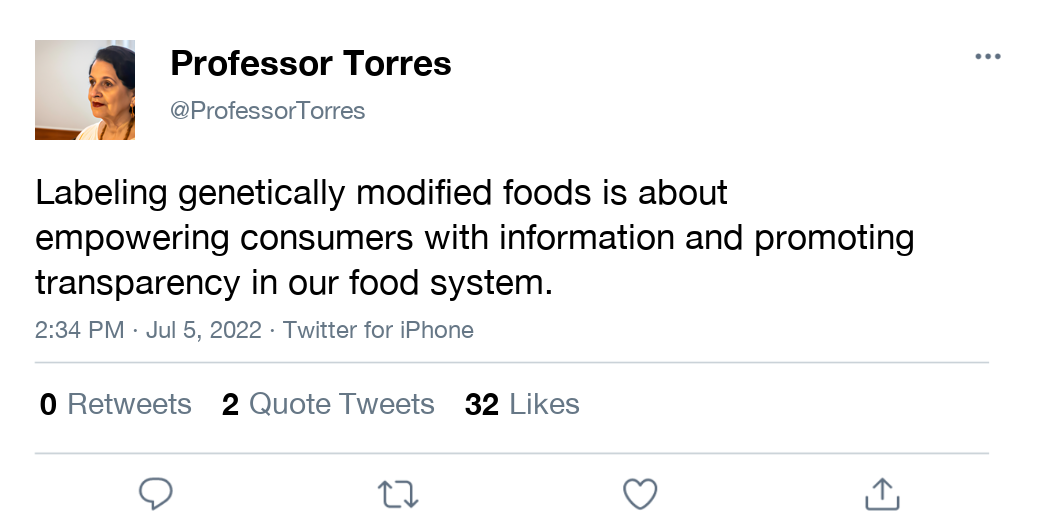 Professor Torres
@ProfessorTorres
Labeling genetically modified foods is about
empowering consumers with information and promoting
transparency in our food system.
2:34 PM · Jul 5, 2022 · Twitter for iPhone
0 Retweets 2 Quote Tweets 32 Likes